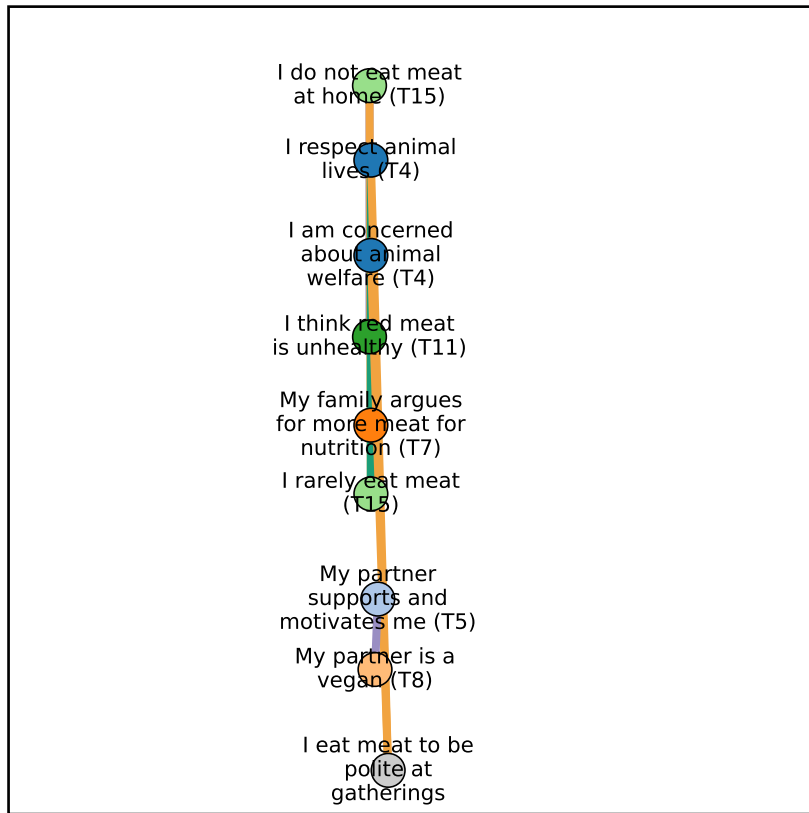 I do not eat meat
at home (T15)
I respect animal
lives (T4)
I am concerned
about animal
welfare (T4)
I think red meat
is unhealthy (T11)
My family argues
for more meat for
nutrition (T7)
I rarely eat meat
(T15)
My partner
supports and
motivates me (T5)
My partner is a
vegan (T8)
I eat meat to be
polite at
gatherings